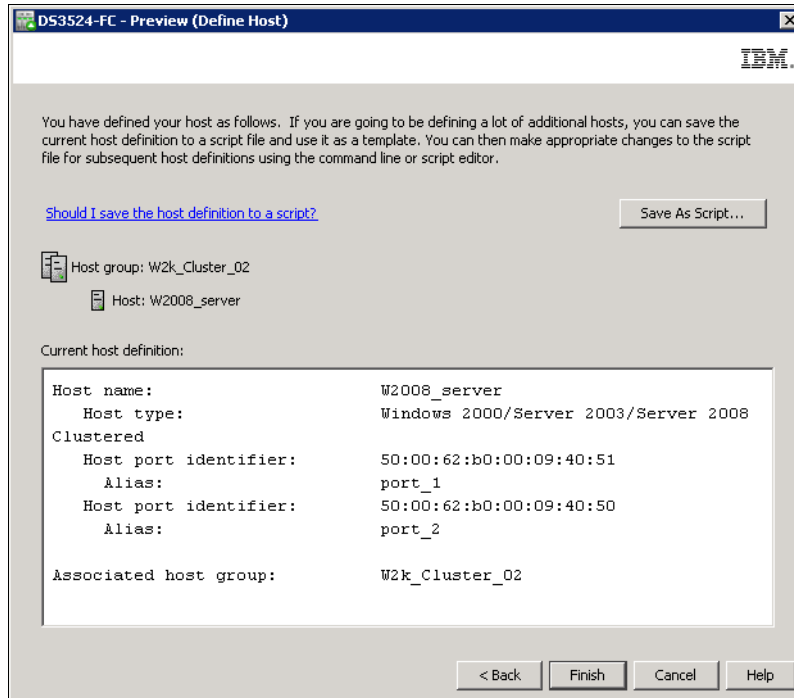 DS3524-FC - Preview (Define Host)
IBM.
You have defined your host as follows. If you are going to be defining a lot of additional hosts, you can save the
current host definition to a script file and use it as a template. You can then make appropriate changes to the script
file for subsequent host definitions using the command line or script editor.
Should I save the host definition to a script?
Save As Script...
Host group: W2k_Cluster_02
Host: W2008_server
Current host definition:
Host name: W2008_server
Host type: Windows 2000/Server 2003/Server 2008
Clustered
Host port identifier: 50:00:62:b0:00:09:40:51
Alias: port_1
Host port identifier: 50:00:62:b0:00:09:40:50
Alias: port_2
Associated host group: W2k_Cluster_02
< Back Finish Cancel Help